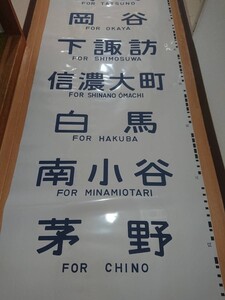 FOR TATSUNO
岡谷
FOR OKAYA
下諏訪
FOR SHIMOSUWA
信濃大町
FOR SHINANO OMACHI
白馬
FOR HAKUBA
南小谷
FOR MINAMIOTARI
茅野
FOR CHINO